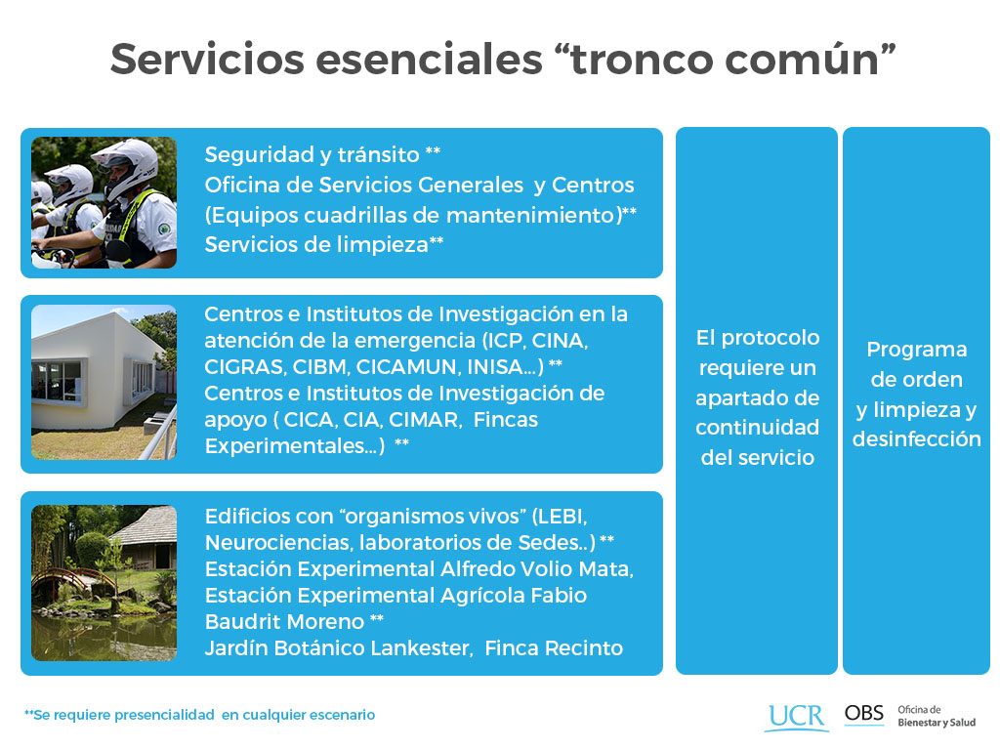 Servicios esenciales “tronco común”
Seguridad y tránsito **
Oficina de Servicios Generales y Centros
(Equipos cuadrillas de mantenimiento)**
Servicios de limpieza**
Centros e Institutos de Investigación en la
atención de la emergencia (ICP, CINA,
CIGRAS, CIBM, CICAMUN, INISA...) **
Centros e Institutos de Investigación de
apoyo ( CICA, CIA, CIMAR, Fincas
Experimentales...) **
Edificios con “organismos vivos” (LEBI,
Neurociencias, laboratorios de Sedes..) **
Estación Experimental Alfredo Volio Mata,
Estación Experimental Agrícola Fabio
Baudrit Moreno **
Jardín Botánico Lankester, Finca Recinto
El protocolo
requiere un
apartado de
continuidad
del servicio
Programa
de orden
y limpieza y
desinfección
**Se requiere presencialidad en cualquier escenario
UCR
OBS
Oficina de
Bienestar y Salud